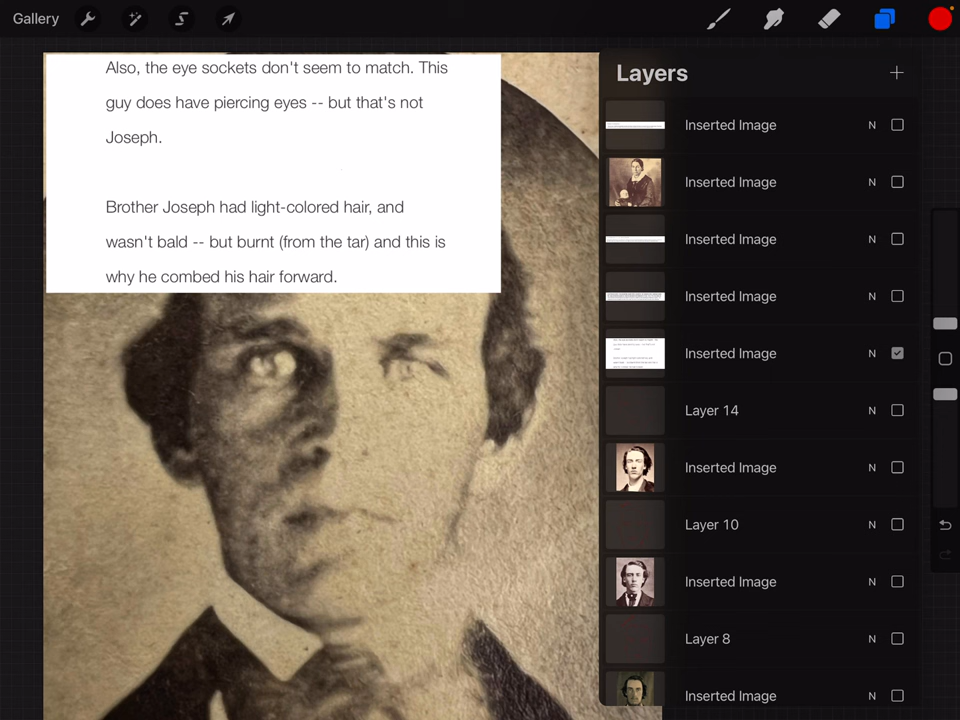 Gallery
Also, the eye sockets don't seem to match. This
guy does have piercing eyes -- but that's not
Joseph.
Brother Joseph had light-colored hair, and
wasn't bald -- but burnt (from the tar) and this is
why he combed his hair forward.
Layers
Inserted Image N
Inserted Image N
Inserted Image N
Inserted Image N
Inserted Image N
Layer 14 N
Inserted Image N
Layer 10 N
Inserted Image N
Layer 8 N
Inserted Image N